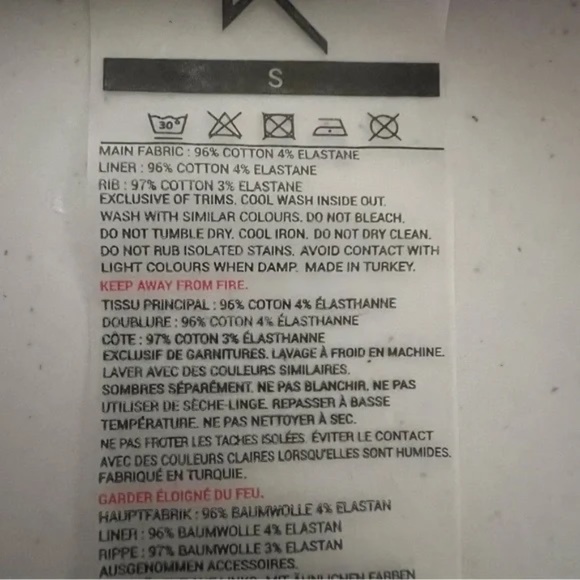 S
30°
MAIN FABRIC : 96% COTTON 4% ELASTANE
LINER : 96% COTTON 4% ELASTANE
RIB : 97% COTTON 3% ELASTANE
EXCLUSIVE OF TRIMS. COOL WASH INSIDE OUT.
WASH WITH SIMILAR COLOURS. DO NOT BLEACH.
DO NOT TUMBLE DRY. COOL IRON. DO NOT DRY CLEAN.
DO NOT RUB ISOLATED STAINS. AVOID CONTACT WITH
LIGHT COLOURS WHEN DAMP. MADE IN TURKEY.
KEEP AWAY FROM FIRE.
TISSU PRINCIPAL : 96% COTON 4% ÉLASTHANNE
DOUBLURE : 96% COTON 4% ÉLASTHANNE
CÔTE : 97% COTON 3% ÉLASTHANNE
EXCLUSIF DE GARNITURES. LAVAGE À FROID EN MACHINE.
LAVER AVEC DES COULEURS SIMILAIRES.
SOMBRES SÉPARÉMENT. NE PAS BLANCHIR. NE PAS
UTILISER DE SÈCHE-LINGE. REPASSER À BASSE
TEMPÉRATURE. NE PAS NETTOYER À SEC.
NE PAS FROTER LES TACHES ISOLÉES. ÉVITER LE CONTACT
AVEC DES COULEURS CLAIRES LORSQU'ELLES SONT HUMIDES.
FABRIQUÉ EN TURQUIE.
GARDER ÉLOIGNÉ DU FEU.
HAUPTFABRIK : 96% BAUMWOLLE 4% ELASTAN
LINER : 96% BAUMWOLLE 4% ELASTAN
RIPPE : 97% BAUMWOLLE 3% ELASTAN
AUSGENOMMEN ACCESSOIRES.
MIT ÄHNLICHEN FARBEN